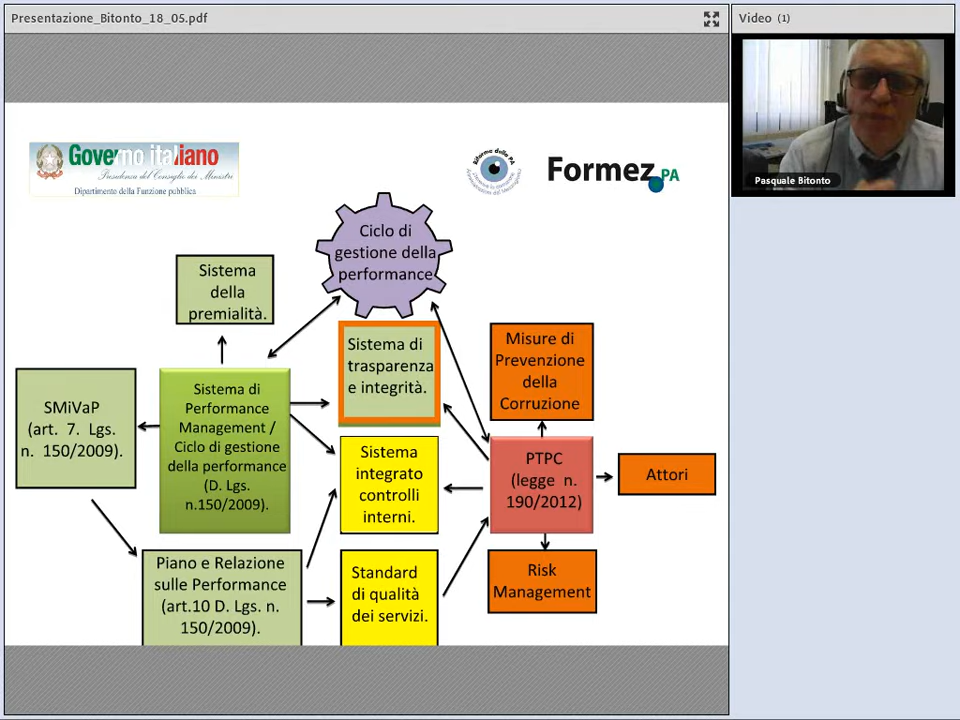 Presentazione_Bitonto_18_05.pdf
Video (1)
Pasquale Bitonto
Governo italiano
Presidenza del Consiglio dei Ministri
Dipartimento della Funzione pubblica
Formez PA
Ciclo di
gestione della
performance
Sistema
della
premialità.
Sistema di
trasparenza
e integrità.
Misure di
Prevenzione
della
Corruzione
SMiVaP
(art. 7. Lgs.
n. 150/2009).
Sistema di
Performance
Management /
Ciclo di gestione
della performance
(D. Lgs.
n.150/2009).
Sistema
integrato
controlli
interni.
PTPC
(legge n.
190/2012)
Attori
Piano e Relazione
sulle Performance
(art.10 D. Lgs. n.
150/2009).
Standard
di qualità
dei servizi.
Risk
Management